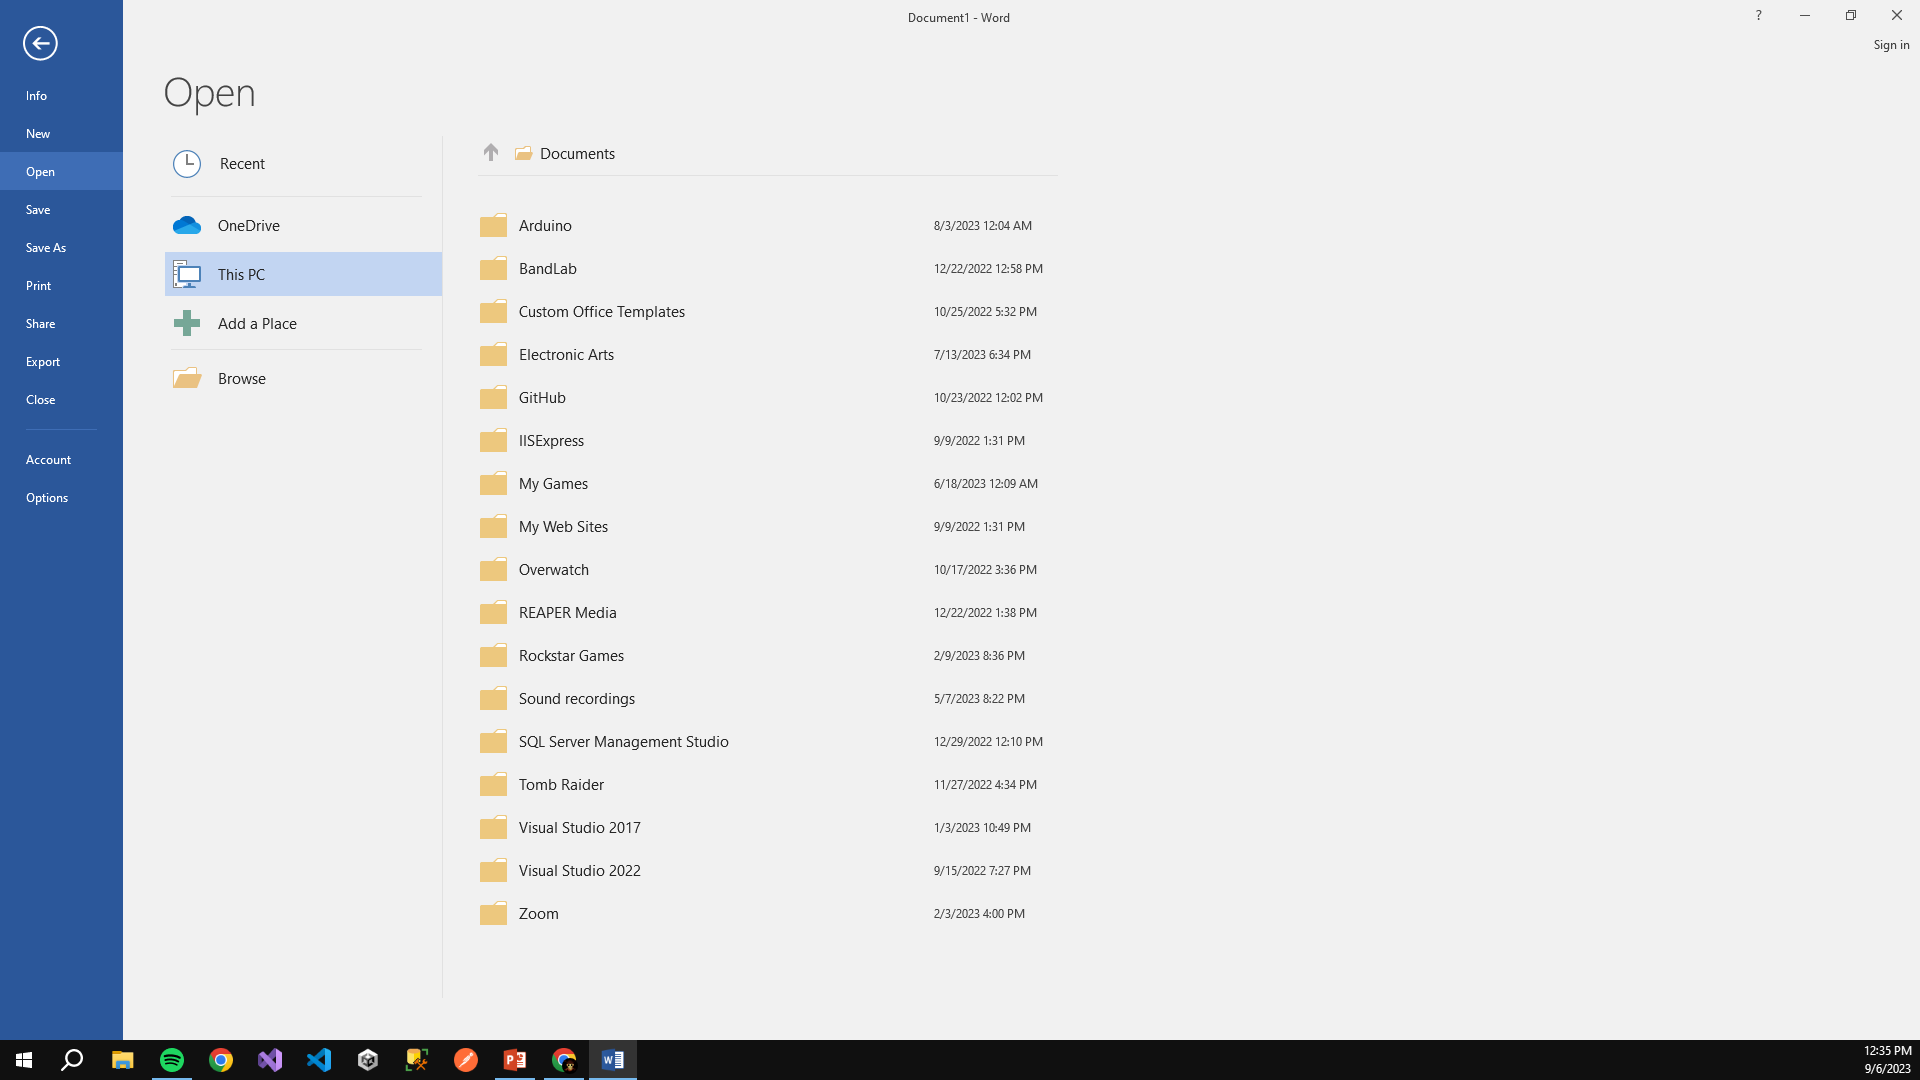 Document1 - Word
?
Sign in
Info
New
Open
Save
Save As
Print
Share
Export
Close
Account
Options
Open
Recent
OneDrive
This PC
Add a Place
Browse
Documents
Arduino 8/3/2023 12:04 AM
BandLab 12/22/2022 12:58 PM
Custom Office Templates 10/25/2022 5:32 PM
Electronic Arts 7/13/2023 6:34 PM
GitHub 10/23/2022 12:02 PM
IISExpress 9/9/2022 1:31 PM
My Games 6/18/2023 12:09 AM
My Web Sites 9/9/2022 1:31 PM
Overwatch 10/17/2022 3:36 PM
REAPER Media 12/22/2022 1:38 PM
Rockstar Games 2/9/2023 8:36 PM
Sound recordings 5/7/2023 8:22 PM
SQL Server Management Studio 12/29/2022 12:10 PM
Tomb Raider 11/27/2022 4:34 PM
Visual Studio 2017 1/3/2023 10:49 PM
Visual Studio 2022 9/15/2022 7:27 PM
Zoom 2/3/2023 4:00 PM
12:35 PM
9/6/2023